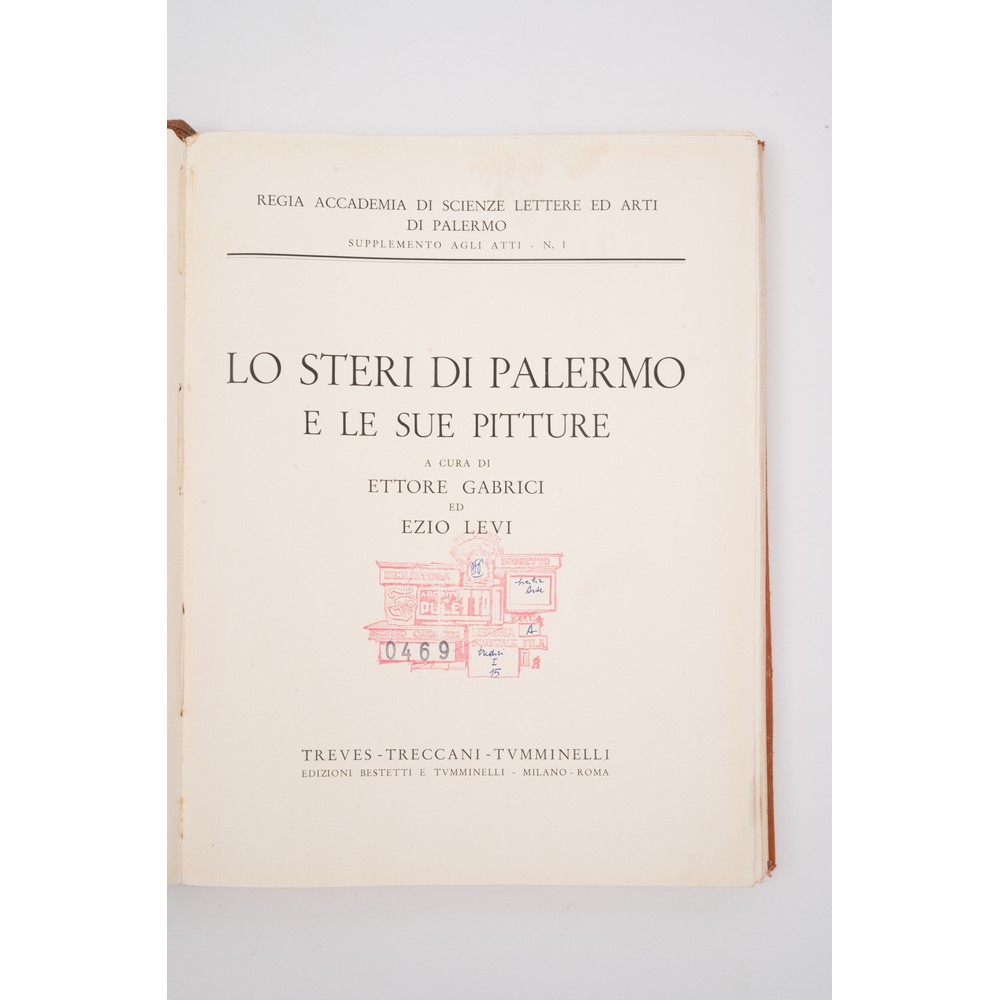 REGIA ACCADEMIA DI SCIENZE LETTERE ED ARTI
DI PALERMO
SUPPLEMENTO AGLI ATTI - N. 1
LO STERI DI PALERMO
E LE SUE PITTURE
A CURA DI
ETTORE GABRICI
ED
EZIO LEVI
0469
A
I
15
TREVES - TRECCANI - TVMMINELLI
EDIZIONI BESTETTI E TVMMINELLI - MILANO - ROMA